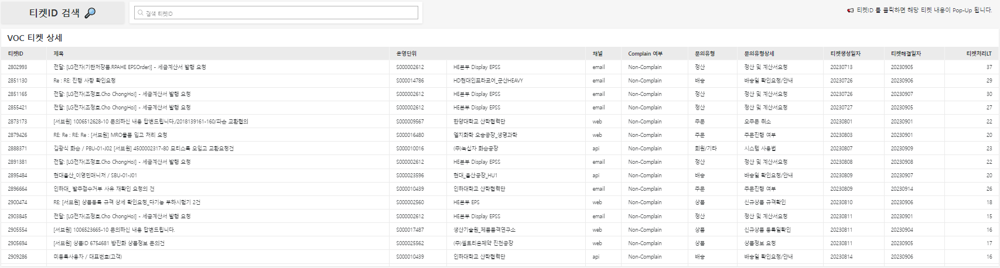 티켓ID 검색
검색 티켓ID
티켓ID 를 클릭하면 해당 티켓 내용이 Pop-Up 됩니다.
VOC 티켓 상세
티켓ID 제목 운영단위 채널 Complain 여부 문의유형 문의유형상세 티켓생성일자 티켓해결일자 티켓처리LT
2802993 전달: [LG전자(기판저장품.RPAHE EPSOrder)] - 세금계산서 발행 요청 S000002612 HE본부 Display EPSS email Non-Complain 정산 정산 및 계산서요청 20230713 20230905 37
2851130 Re : RE: 진행 사항 확인요청 S000014786 HD현대인프라코어_군산HEAVY email Non-Complain 배송 배송일 확인요청/안내 20230726 20230906 29
2851165 전달: [LG전자(조정호.Cho ChongHo)] - 세금계산서 발행 요청 S000002612 HE본부 Display EPSS email Non-Complain 정산 정산 및 계산서요청 20230726 20230907 30
2855421 전달: [LG전자(조정호.Cho ChongHo)] - 세금계산서 발행 요청 S000002612 HE본부 Display EPSS email Non-Complain 정산 정산 및 계산서요청 20230727 20230905 27
2873173 [서브원] 1006512628-10 문의하신 내용 답변드립니다./2018139161-160/파손 교환협의 S000009567 한양대학교 산학협력단 web Non-Complain 주문 오주문 취소 20230801 20230901 22
2879426 RE: Re : RE: Re : [서브원] MRO물품 입고 처리 요청 S000016480 엘지화학 오송공장_생명과학 web Non-Complain 주문 주문진행 여부 20230803 20230901 20
2888371 김광식 화순 / PBU-01-J02 [서브원] 4500002317-80 모티스록 오입고 교환요청건 S000010016 (주)녹십자 화순공장 api Non-Complain 회원/기타 시스템 사용법 20230807 20230909 23
2891381 전달: [LG전자(조정호.Cho ChongHo)] - 세금계산서 발행 요청 S000002612 HE본부 Display EPSS email Non-Complain 정산 정산 및 계산서요청 20230808 20230908 22
2895484 현대울산_이영민매니저 / SBU-01-J01 S000023596 현대_울산공장_HU1 api Non-Complain 배송 배송일 확인요청/안내 20230809 20230907 20
2896664 인하대_ 발주접수거부 사유 재확인 요청의 건 S000010439 인하대학교 산학협력단 email Non-Complain 주문 주문진행 여부 20230809 20230914 26
2900474 RE: [서브원] 상품등록 규격 상세 확인요청_다기능 부하시험기 2건 S000002560 HE본부 EPS web Non-Complain 상품 신규상품 규격확인 20230810 20230906 18
2903845 전달: [LG전자(조정호.Cho ChongHo)] - 세금계산서 발행 요청 S000002612 HE본부 Display EPSS email Non-Complain 정산 정산 및 계산서요청 20230811 20230901 15
2905554 [서브원] 1006523665-10 문의하신 내용 답변드립니다. S000017487 생산기술원_제품품격연구소 web Non-Complain 상품 신규상품 등록일확인 20230811 20230904 16
2905694 [서브원] 상품ID 6754681 방진화 상품정보 문의건 S000025562 (주)셀트리온제약 진천공장 web Non-Complain 상품 상품정보 요청 20230811 20230905 17
2909286 미등록사용자 / 대표번호(고객) S000010439 인하대학교 산학협력단 api Non-Complain 배송 배송일 확인요청/안내 20230814 20230906 16